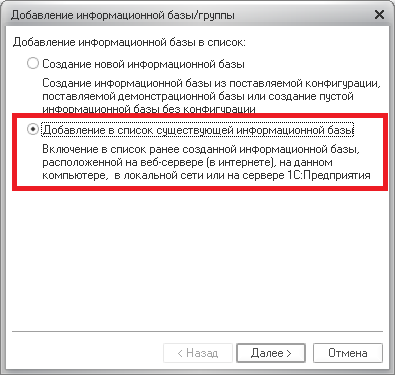 Добавление информационной базы/группы
Добавление информационной базы в список:
Создание новой информационной базы
Создание информационной базы из поставляемой конфигурации,
поставляемой демонстрационной базы или создание пустой
информационной базы без конфигурации
Добавление в список существующей информационной базы
Включение в список ранее созданной информационной базы,
расположенной на веб-сервере (в интернете), на данном
компьютере, в локальной сети или на сервере 1С:Предприятия
< Назад
Далее >
Отмена